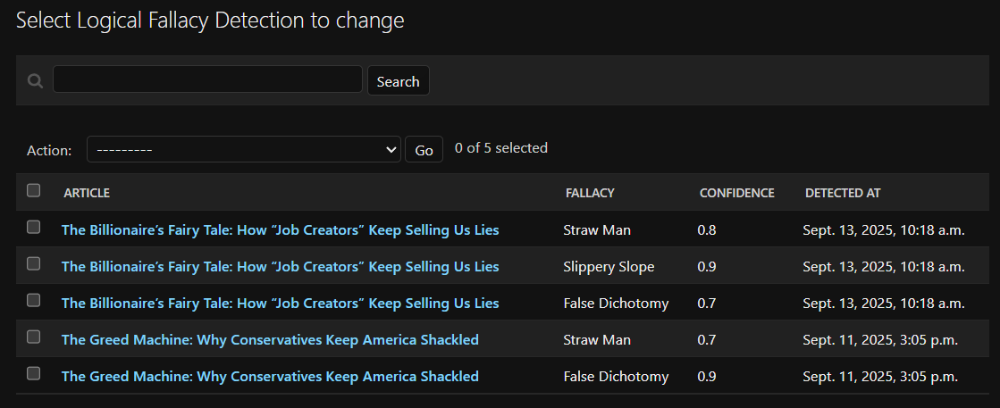 Select Logical Fallacy Detection to change
Search
Action: --------- Go 0 of 5 selected
ARTICLE FALLACY CONFIDENCE DETECTED AT
The Billionaire’s Fairy Tale: How “Job Creators” Keep Selling Us Lies Straw Man 0.8 Sept. 13, 2025, 10:18 a.m.
The Billionaire’s Fairy Tale: How “Job Creators” Keep Selling Us Lies Slippery Slope 0.9 Sept. 13, 2025, 10:18 a.m.
The Billionaire’s Fairy Tale: How “Job Creators” Keep Selling Us Lies False Dichotomy 0.7 Sept. 13, 2025, 10:18 a.m.
The Greed Machine: Why Conservatives Keep America Shackled Straw Man 0.7 Sept. 11, 2025, 3:05 p.m.
The Greed Machine: Why Conservatives Keep America Shackled False Dichotomy 0.9 Sept. 11, 2025, 3:05 p.m.